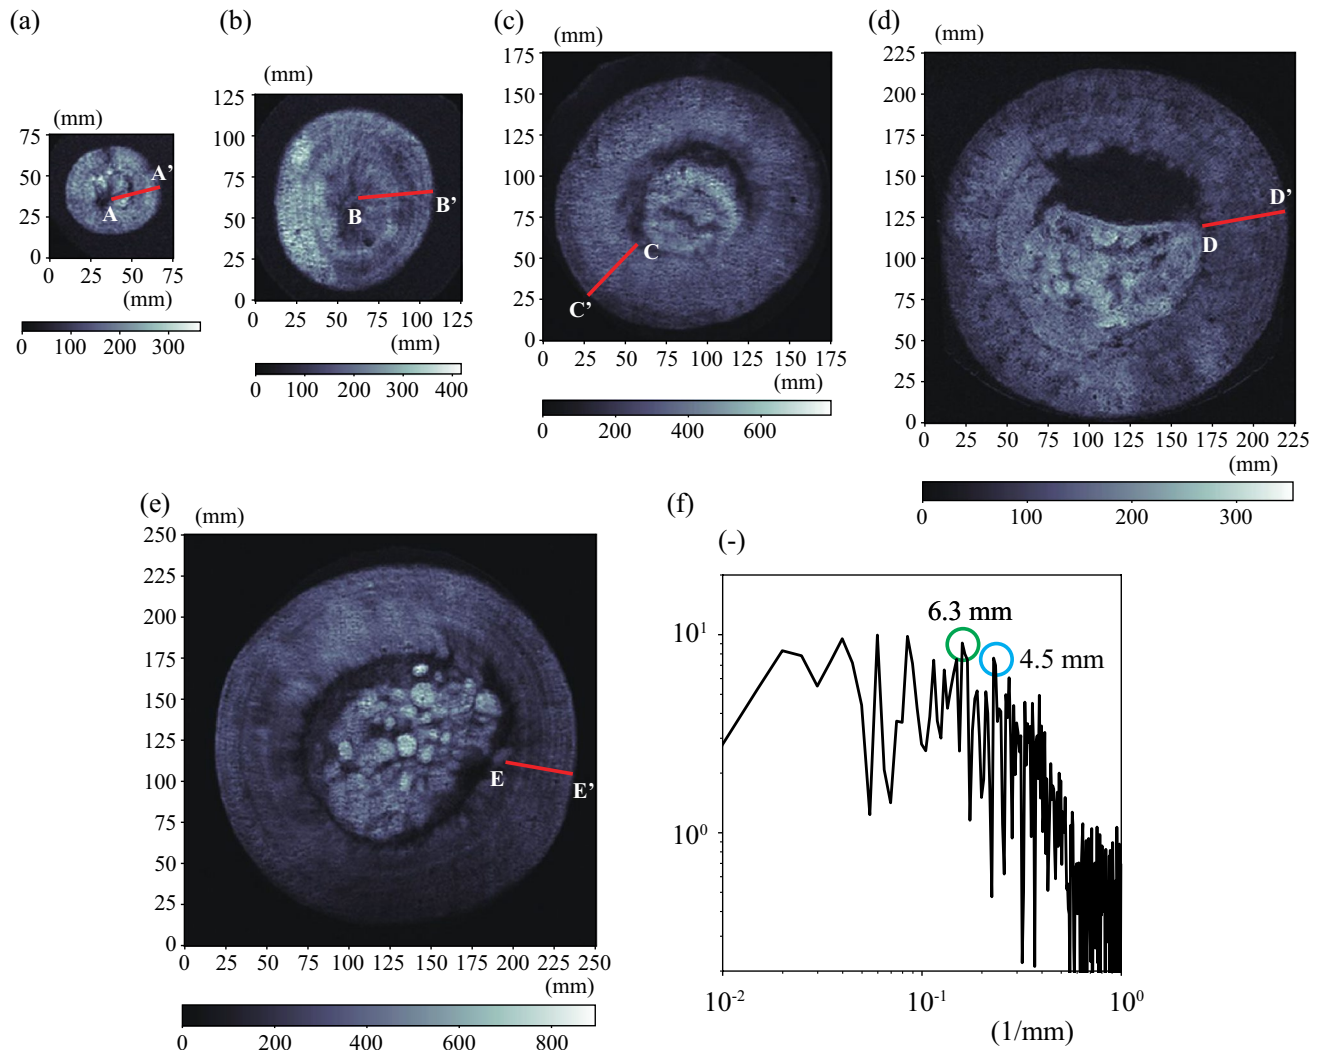 (a)
(b)
(c)
(d)
(mm)
75
50
25
0
A
A’
0 25 50 75
(mm)
0 100 200 300
(mm)
125
100
75
50
25
0
B
B’
0 25 50 75 100 125
(mm)
0 100 200 300 400
(mm)
175
150
125
100
75
50
25
0
C
C’
0 25 50 75 100 125 150 175
(mm)
0 200 400 600
(mm)
225
200
175
150
125
100
75
50
25
0
D’
D
0 25 50 75 100 125 150 175 200 225
(mm)
0 100 200 300
(e)
(mm)
250
225
200
175
150
125
100
75
50
25
0
E
E’
0 25 50 75 100 125 150 175 200 225 250
(mm)
0 200 400 600 800
(f)
(-)
6.3 mm
4.5 mm
10¹
10⁰
10⁻² 10⁻¹ 10⁰
(1/mm)